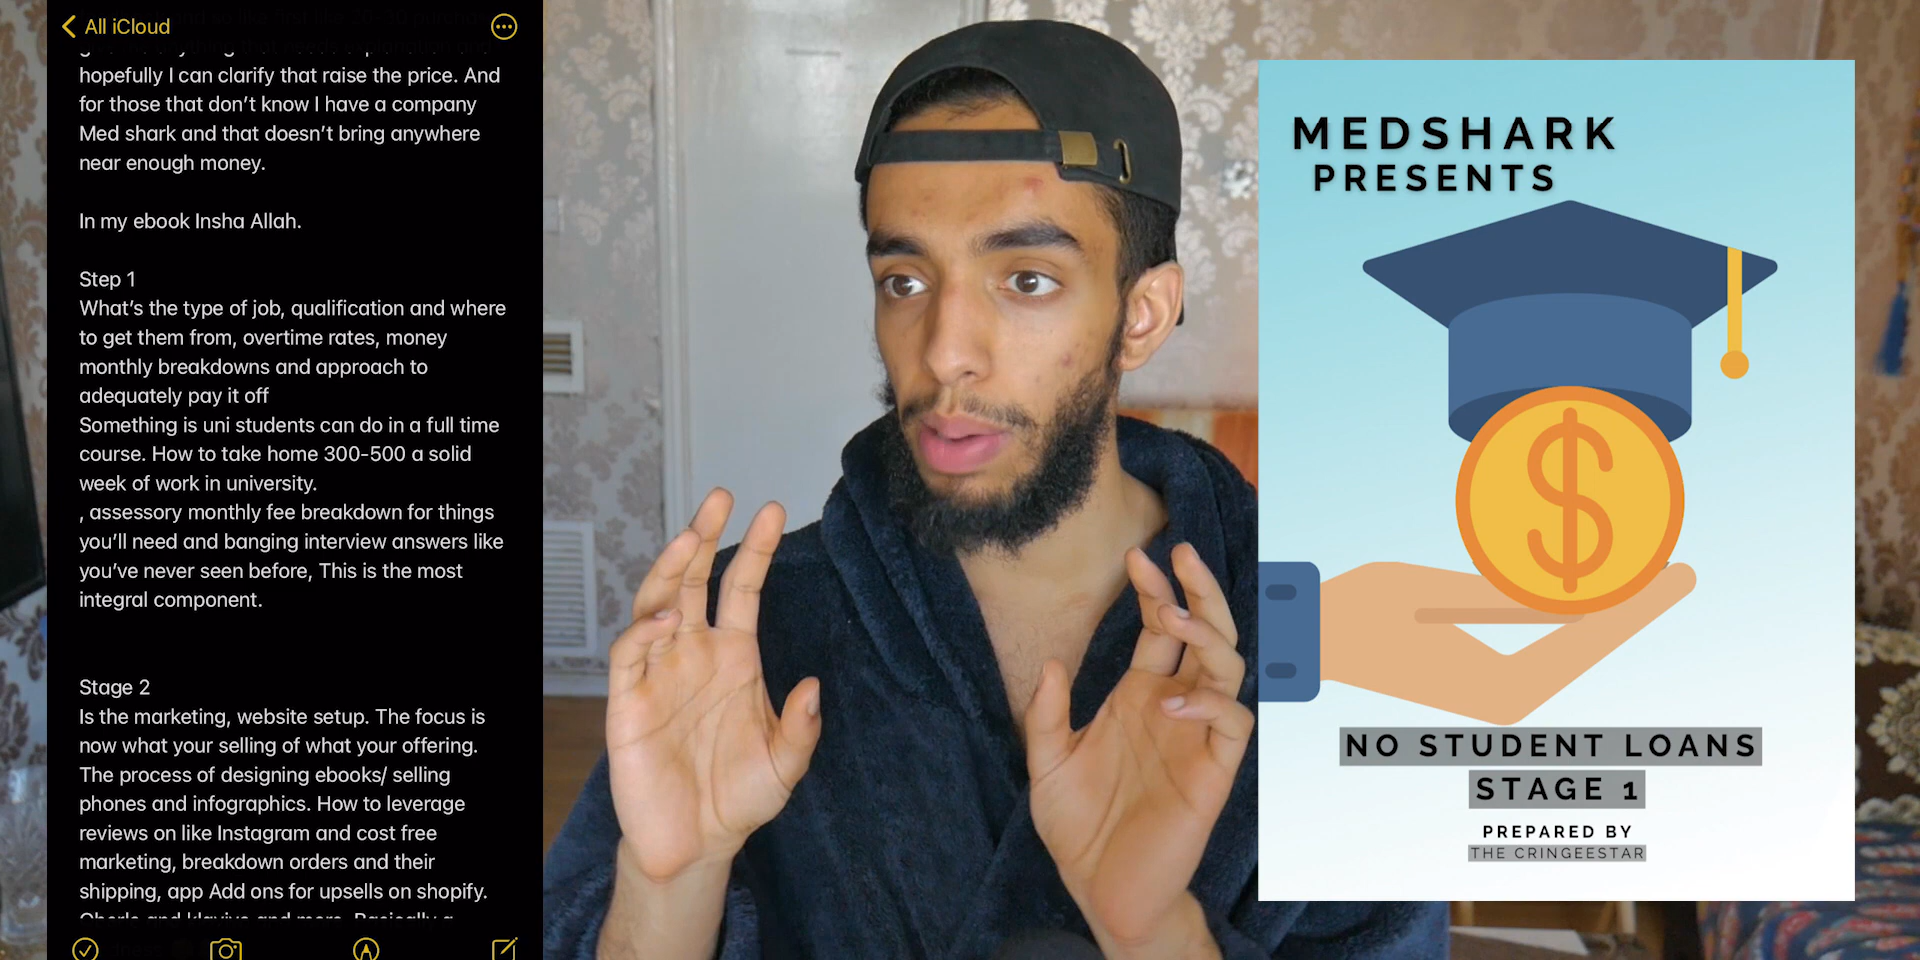 All iCloud
hopefully I can clarify that raise the price. And
for those that don't know I have a company
Med shark and that doesn't bring anywhere
near enough money.
In my ebook Insha Allah.
Step 1
What's the type of job, qualification and where
to get them from, overtime rates, money
monthly breakdowns and approach to
adequately pay it off
Something is uni students can do in a full time
course. How to take home 300-500 a solid
week of work in university.
, assessory monthly fee breakdown for things
you'll need and banging interview answers like
you've never seen before, This is the most
integral component.
Stage 2
Is the marketing, website setup. The focus is
now what your selling of what your offering.
The process of designing ebooks/ selling
phones and infographics. How to leverage
reviews on like Instagram and cost free
marketing, breakdown orders and their
shipping, app Add ons for upsells on shopify.
MEDSHARK
PRESENTS
NO STUDENT LOANS
STAGE 1
PREPARED BY
THE CRINGEESTAR